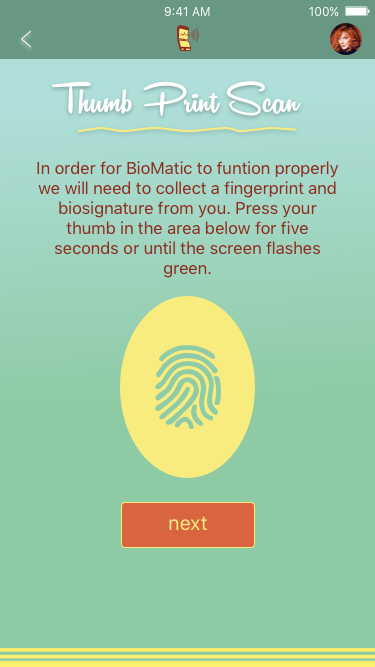 9:41 AM 100%
Thumb Print Scan
In order for BioMatic to funtion properly
we will need to collect a fingerprint and
biosignature from you. Press your
thumb in the area below for five
seconds or until the screen flashes
green.
next